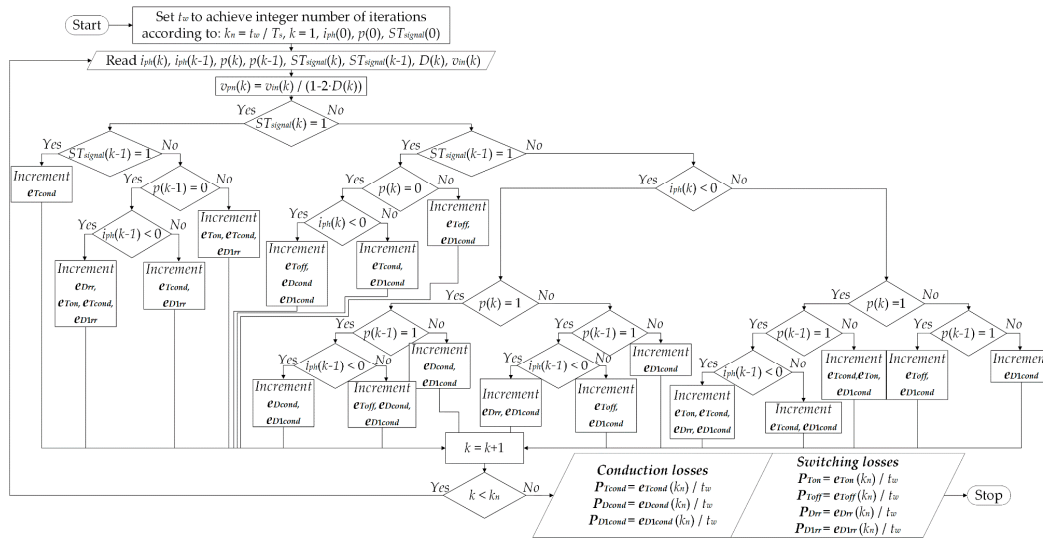 Start
Set tw to achieve integer number of iterations
according to: kn = tw / Ts, k = 1, iph(0), p(0), STsignal(0)
Read iph(k), iph(k-1), p(k), p(k-1), STsignal(k), STsignal(k-1), D(k), vin(k)
vpn(k) = vin(k) / (1-2·D(k))
Yes
No
STsignal(k) = 1
Yes
No
STsignal(k-1) = 1
Yes
No
STsignal(k-1) = 1
Increment
eTcond
Yes
No
p(k-1) = 0
Yes
No
p(k) = 0
Yes
No
iph(k) < 0
Yes
No
iph(k-1) < 0
Increment
eTon, eTcond,
eD1rr
Yes
No
iph(k) < 0
Increment
eToff,
eD1cond
Increment
eDrr,
eTon, eTcond,
eD1rr
Increment
eTcond,
eD1rr
Increment
eToff,
eDcond
eD1cond
Increment
eTcond,
eD1cond
Yes
No
p(k) = 1
Yes
No
p(k) =1
Yes
No
p(k-1) = 1
Yes
No
p(k-1) = 1
Yes
No
p(k-1) = 1
Yes
No
p(k-1) = 1
Yes
No
iph(k-1) < 0
Increment
eDcond,
eD1cond
Yes
No
iph(k-1) < 0
Increment
eD1cond
Yes
No
iph(k-1) < 0
Increment
eTcond,eTon,
eD1cond
Increment
eToff,
eD1cond
Increment
eD1cond
Increment
eDcond,
eD1cond
Increment
eToff, eDcond,
eD1cond
Increment
eDrr, eD1cond
Increment
eToff,
eD1cond
Increment
eTon, eTcond,
eDrr, eD1cond
Increment
eTcond, eD1cond
k = k+1
Yes
No
k < kn
Conduction losses
PTcond = eTcond (kn) / tw
PDcond = eDcond (kn) / tw
PD1cond = eD1cond (kn) / tw
Switching losses
PTon = eTon (kn) / tw
PToff = eToff (kn) / tw
PDrr = eDrr (kn) / tw
PD1rr = eD1rr (kn) / tw
Stop